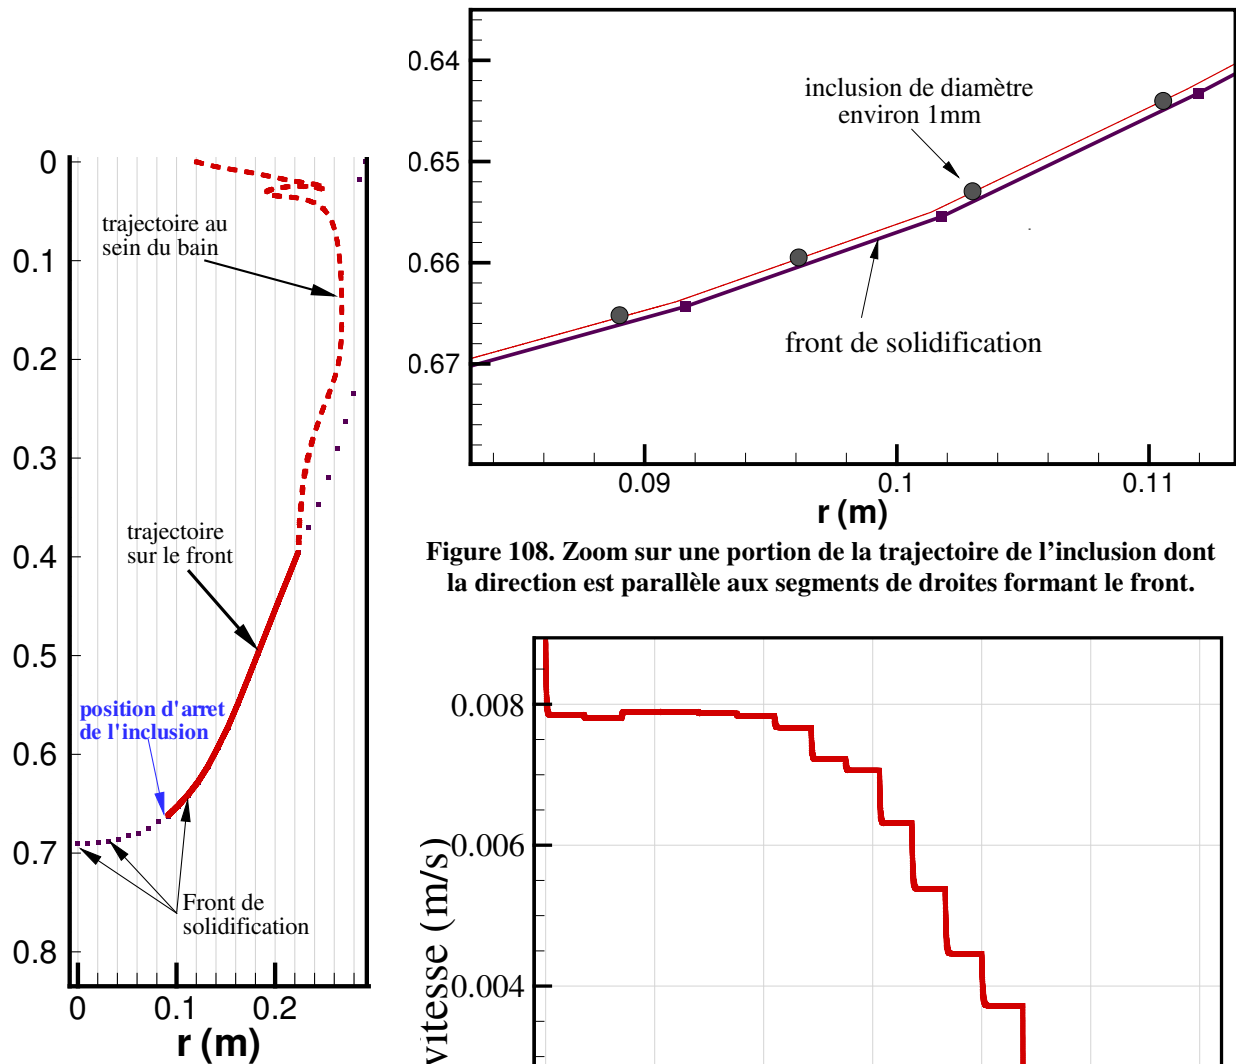 0
0.1
0.2
0.3
0.4
0.5
0.6
0.7
0.8
trajectoire au
sein du bain
trajectoire
sur le front
position d'arret
de l'inclusion
Front de
solidification
0
0.1
0.2
r (m)
0.64
0.65
0.66
0.67
inclusion de diamètre
environ 1mm
front de solidification
0.09
0.1
0.11
r (m)
Figure 108. Zoom sur une portion de la trajectoire de l’inclusion dont
la direction est parallèle aux segments de droites formant le front.
0.008
0.006
0.004
vitesse (m/s)